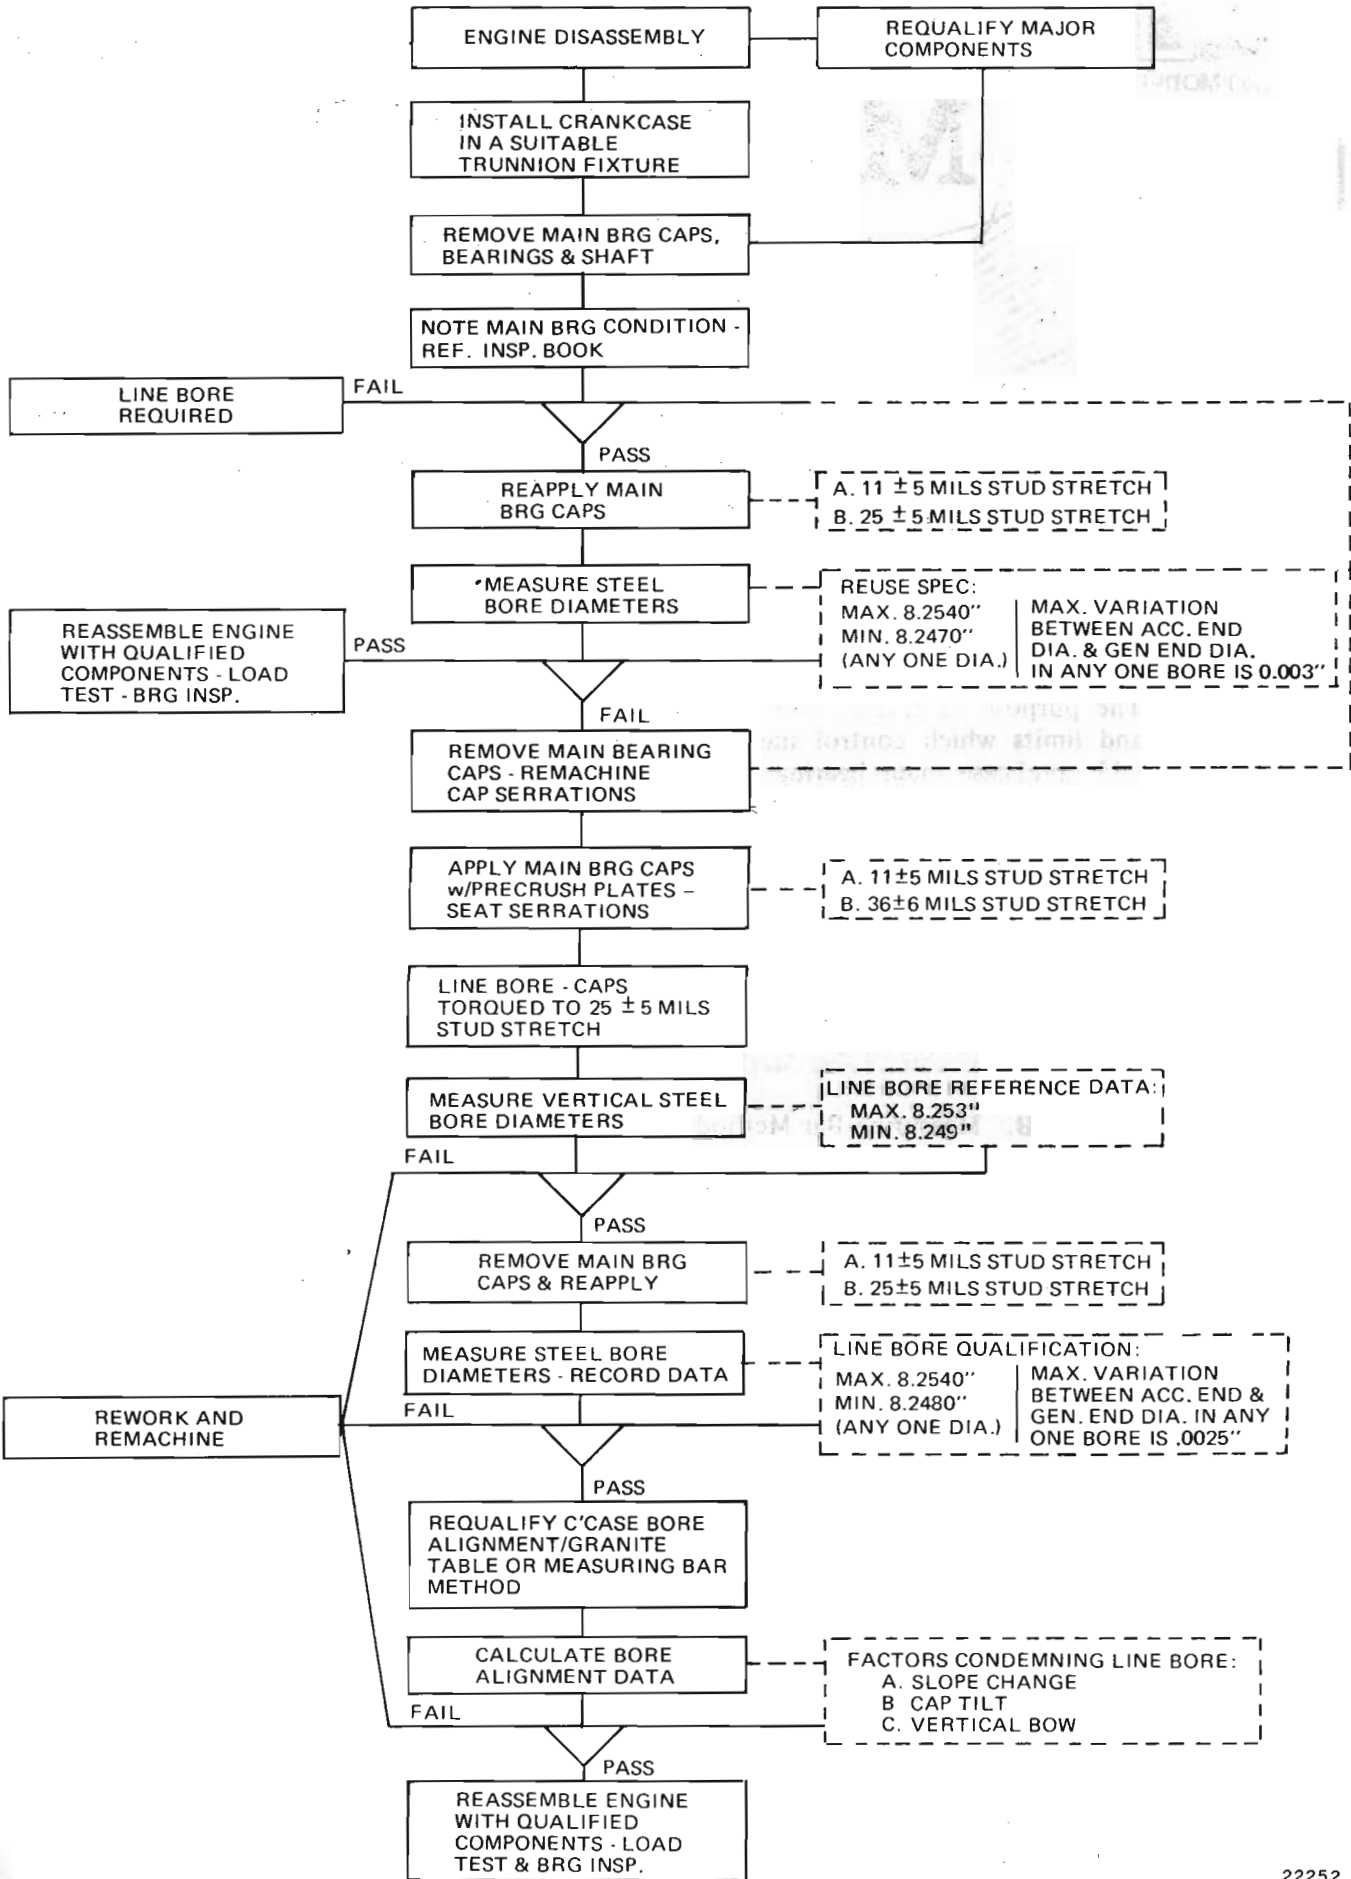 ENGINE DISASSEMBLY
REQUALIFY MAJOR
COMPONENTS
INSTALL CRANKCASE
IN A SUITABLE
TRUNNION FIXTURE
REMOVE MAIN BRG CAPS,
BEARINGS & SHAFT
NOTE MAIN BRG CONDITION -
REF. INSP. BOOK
LINE BORE
REQUIRED
FAIL
PASS
REAPPLY MAIN
BRG CAPS
A. 11 ±5 MILS STUD STRETCH
B. 25 ±5 MILS STUD STRETCH
MEASURE STEEL
BORE DIAMETERS
REUSE SPEC:
MAX. 8.2540"
MIN. 8.2470"
(ANY ONE DIA.)
MAX. VARIATION
BETWEEN ACC. END
DIA. & GEN END DIA.
IN ANY ONE BORE IS 0.003"
REASSEMBLE ENGINE
WITH QUALIFIED
COMPONENTS - LOAD
TEST - BRG INSP.
PASS
FAIL
REMOVE MAIN BEARING
CAPS - REMACHINE
CAP SERRATIONS
APPLY MAIN BRG CAPS
w/PRECRUSH PLATES –
SEAT SERRATIONS
A. 11±5 MILS STUD STRETCH
B. 36±6 MILS STUD STRETCH
LINE BORE - CAPS
TORQUED TO 25 ±5 MILS
STUD STRETCH
MEASURE VERTICAL STEEL
BORE DIAMETERS
LINE BORE REFERENCE DATA:
MAX. 8.253"
MIN. 8.249"
FAIL
PASS
REMOVE MAIN BRG
CAPS & REAPPLY
A. 11±5 MILS STUD STRETCH
B. 25±5 MILS STUD STRETCH
MEASURE STEEL BORE
DIAMETERS - RECORD DATA
LINE BORE QUALIFICATION:
MAX. 8.2540"
MIN. 8.2480"
(ANY ONE DIA.)
MAX. VARIATION
BETWEEN ACC. END &
GEN. END DIA. IN ANY
ONE BORE IS .0025"
REWORK AND
REMACHINE
FAIL
PASS
REQUALIFY C'CASE BORE
ALIGNMENT/GRANITE
TABLE OR MEASURING BAR
METHOD
CALCULATE BORE
ALIGNMENT DATA
FACTORS CONDEMNING LINE BORE:
A. SLOPE CHANGE
B CAP TILT
C. VERTICAL BOW
FAIL
PASS
REASSEMBLE ENGINE
WITH QUALIFIED
COMPONENTS - LOAD
TEST & BRG INSP.
22252